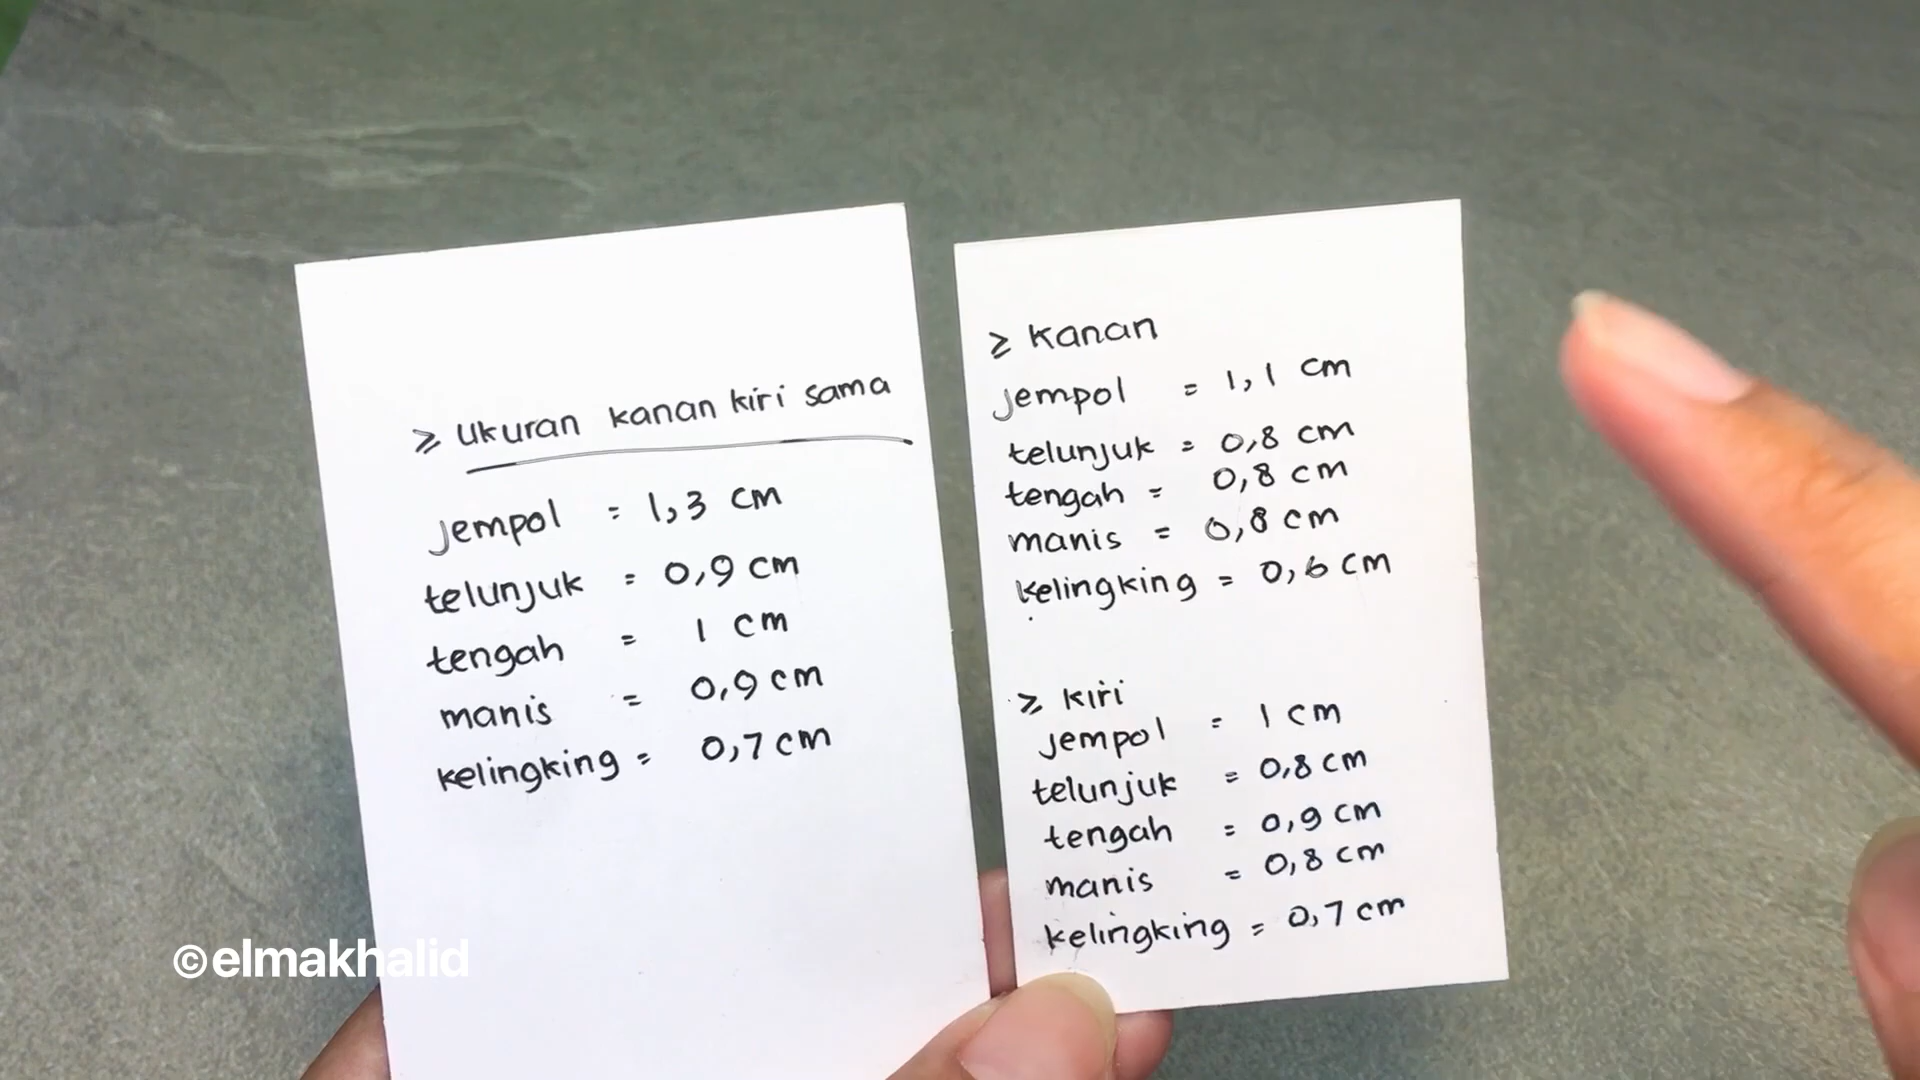 ≥ Ukuran kanan kiri sama
jempol = 1,3 cm
telunjuk = 0,9 cm
tengah = 1 cm
manis = 0,9 cm
kelingking = 0,7 cm
≥ Kanan
jempol = 1,1 cm
telunjuk = 0,8 cm
tengah = 0,8 cm
manis = 0,8 cm
kelingking = 0,6 cm
≥ Kiri
jempol = 1 cm
telunjuk = 0,8 cm
tengah = 0,9 cm
manis = 0,8 cm
kelingking = 0,7 cm
©elmakhalid